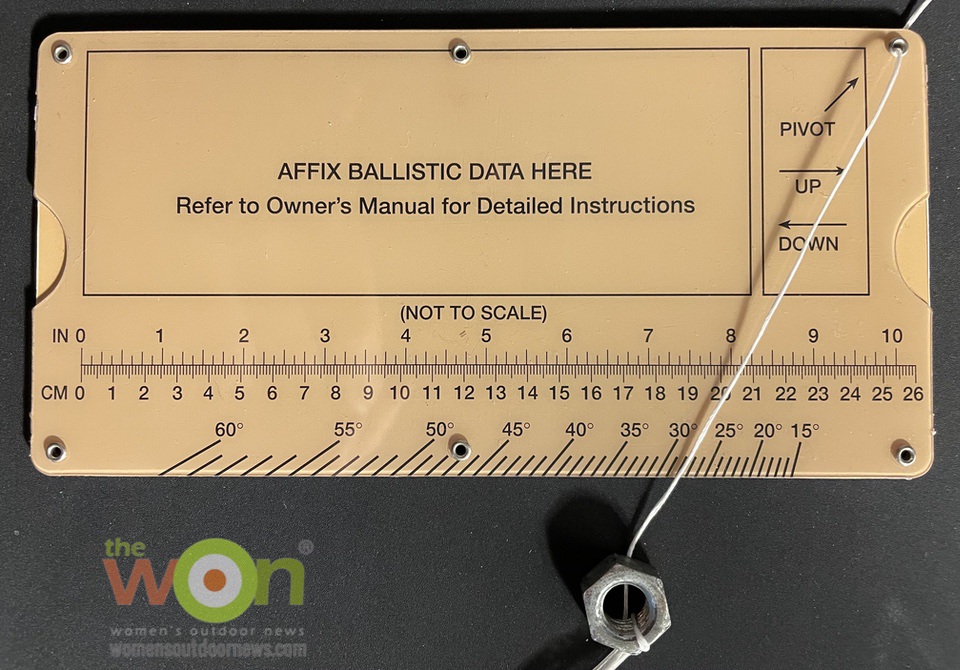 AFFIX BALLISTIC DATA HERE
Refer to Owner's Manual for Detailed Instructions
PIVOT
UP
DOWN
(NOT TO SCALE)
IN 0 1 2 3 4 5 6 7 8 9 10
CM 0 1 2 3 4 5 6 7 8 9 10 11 12 13 14 15 16 17 18 19 20 21 22 23 24 25 26
60° 55° 50° 45° 40° 35° 30° 25° 20° 15°
the
won®
women's outdoor news
womensoutdoornews.com